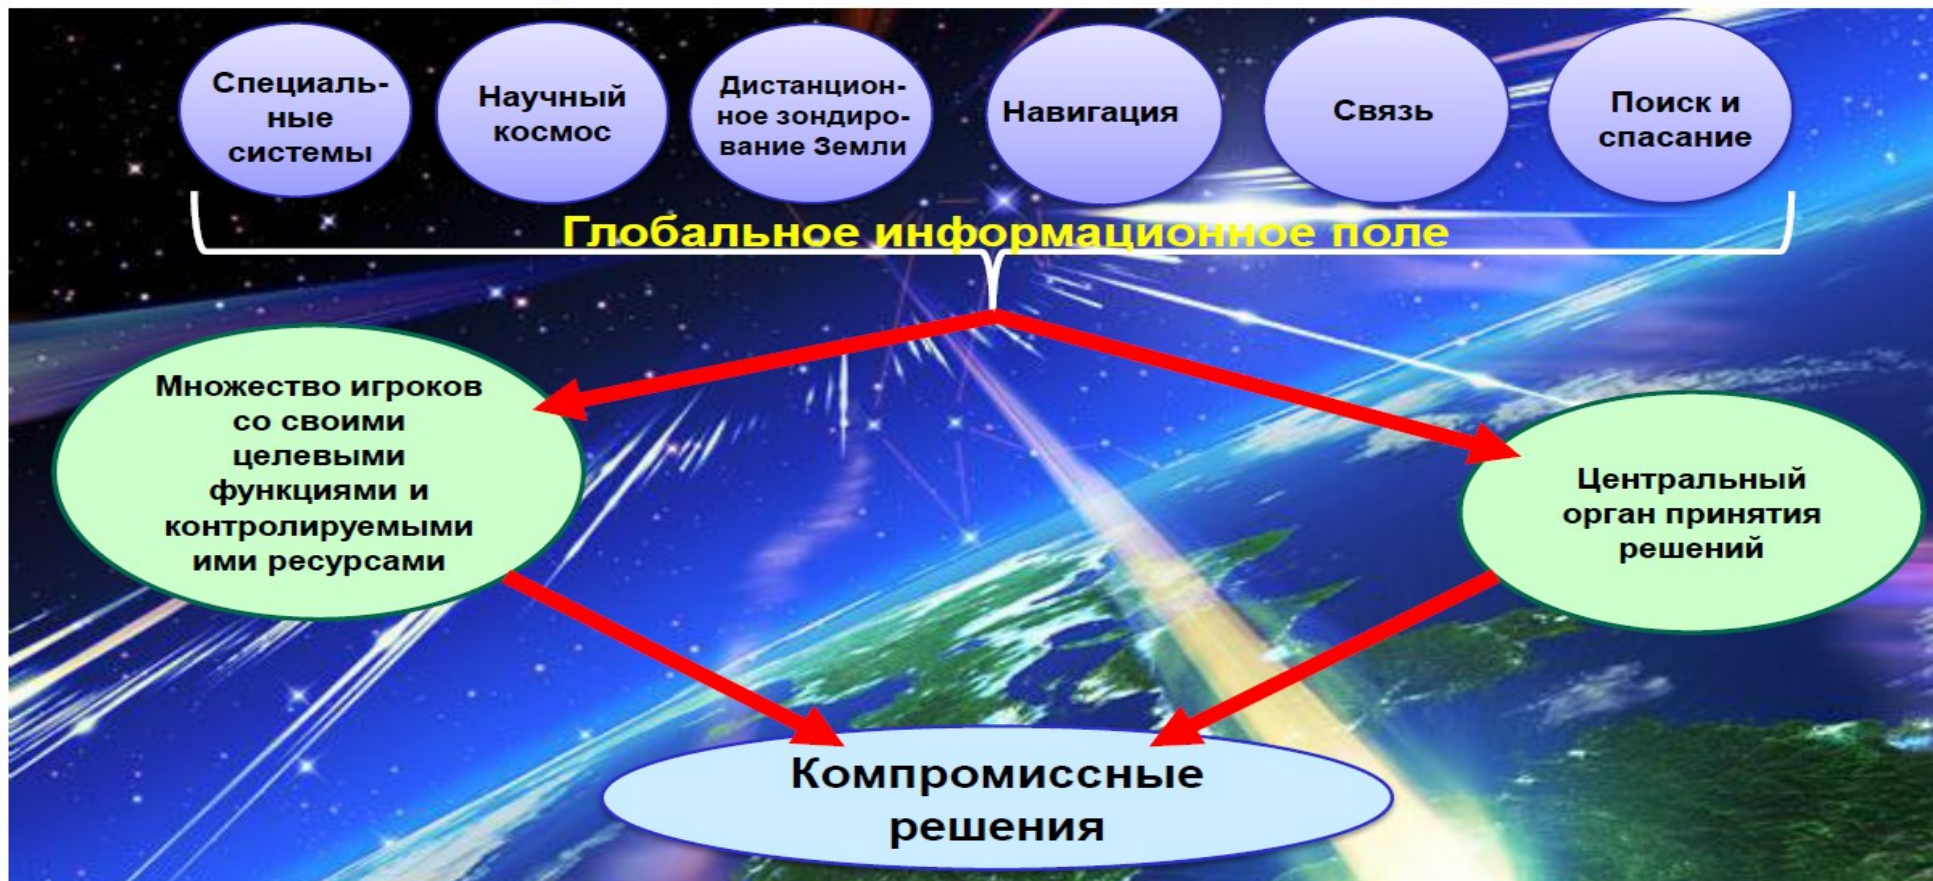 Специаль-
ные
системы
Научный
космос
Дистанцион-
ное зондиро-
вание Земли
Навигация
Связь
Поиск и
спасание
Глобальное информационное поле
Множество игроков
со своими
целевыми
функциями и
контролируемыми
ими ресурсами
Центральный
орган принятия
решений
Компромиссные
решения